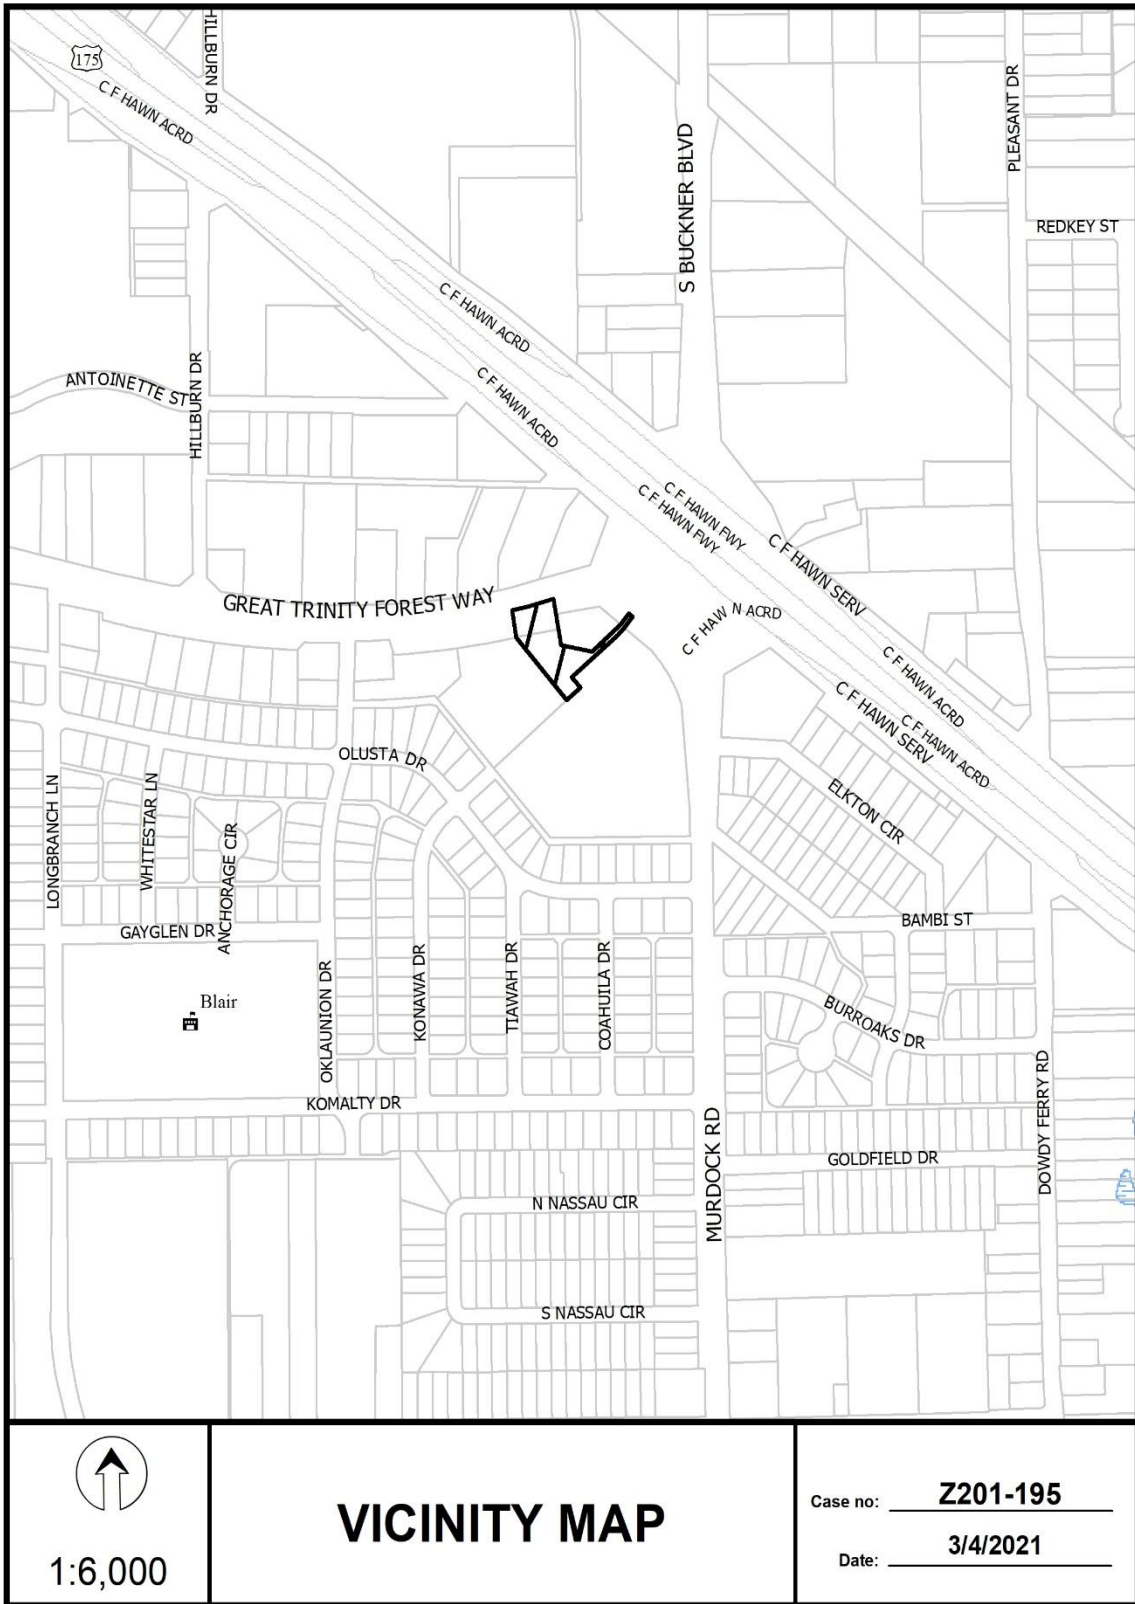 HILLBURN DR
175
C F HAWN ACRD
PLEASANT DR
S BUCKNER BLVD
REDKEY ST
C F HAWN ACRD
ANTOINETTE ST
HILLBURN DR
C F HAWN ACRD
C F HAWN FWY
C F HAWN FWY
C F HAWN SERV
GREAT TRINITY FOREST WAY
C F HAW N ACRD
C F HAWN ACRD
C F HAWN SERV
C F HAWN ACRD
OLUSTA DR
ELKTON CIR
LONGBRANCH LN
WHITESTAR LN
ANCHORAGE CIR
GAYGLEN DR
BAMBI ST
OKLAUNION DR
KONAWA DR
TIAWAH DR
COAHUILA DR
Blair
BURROAKS DR
KOMALTY DR
DOWDY FERRY RD
MURDOCK RD
GOLDFIELD DR
N NASSAU CIR
S NASSAU CIR
1:6,000
VICINITY MAP
Case no: Z201-195
Date: 3/4/2021